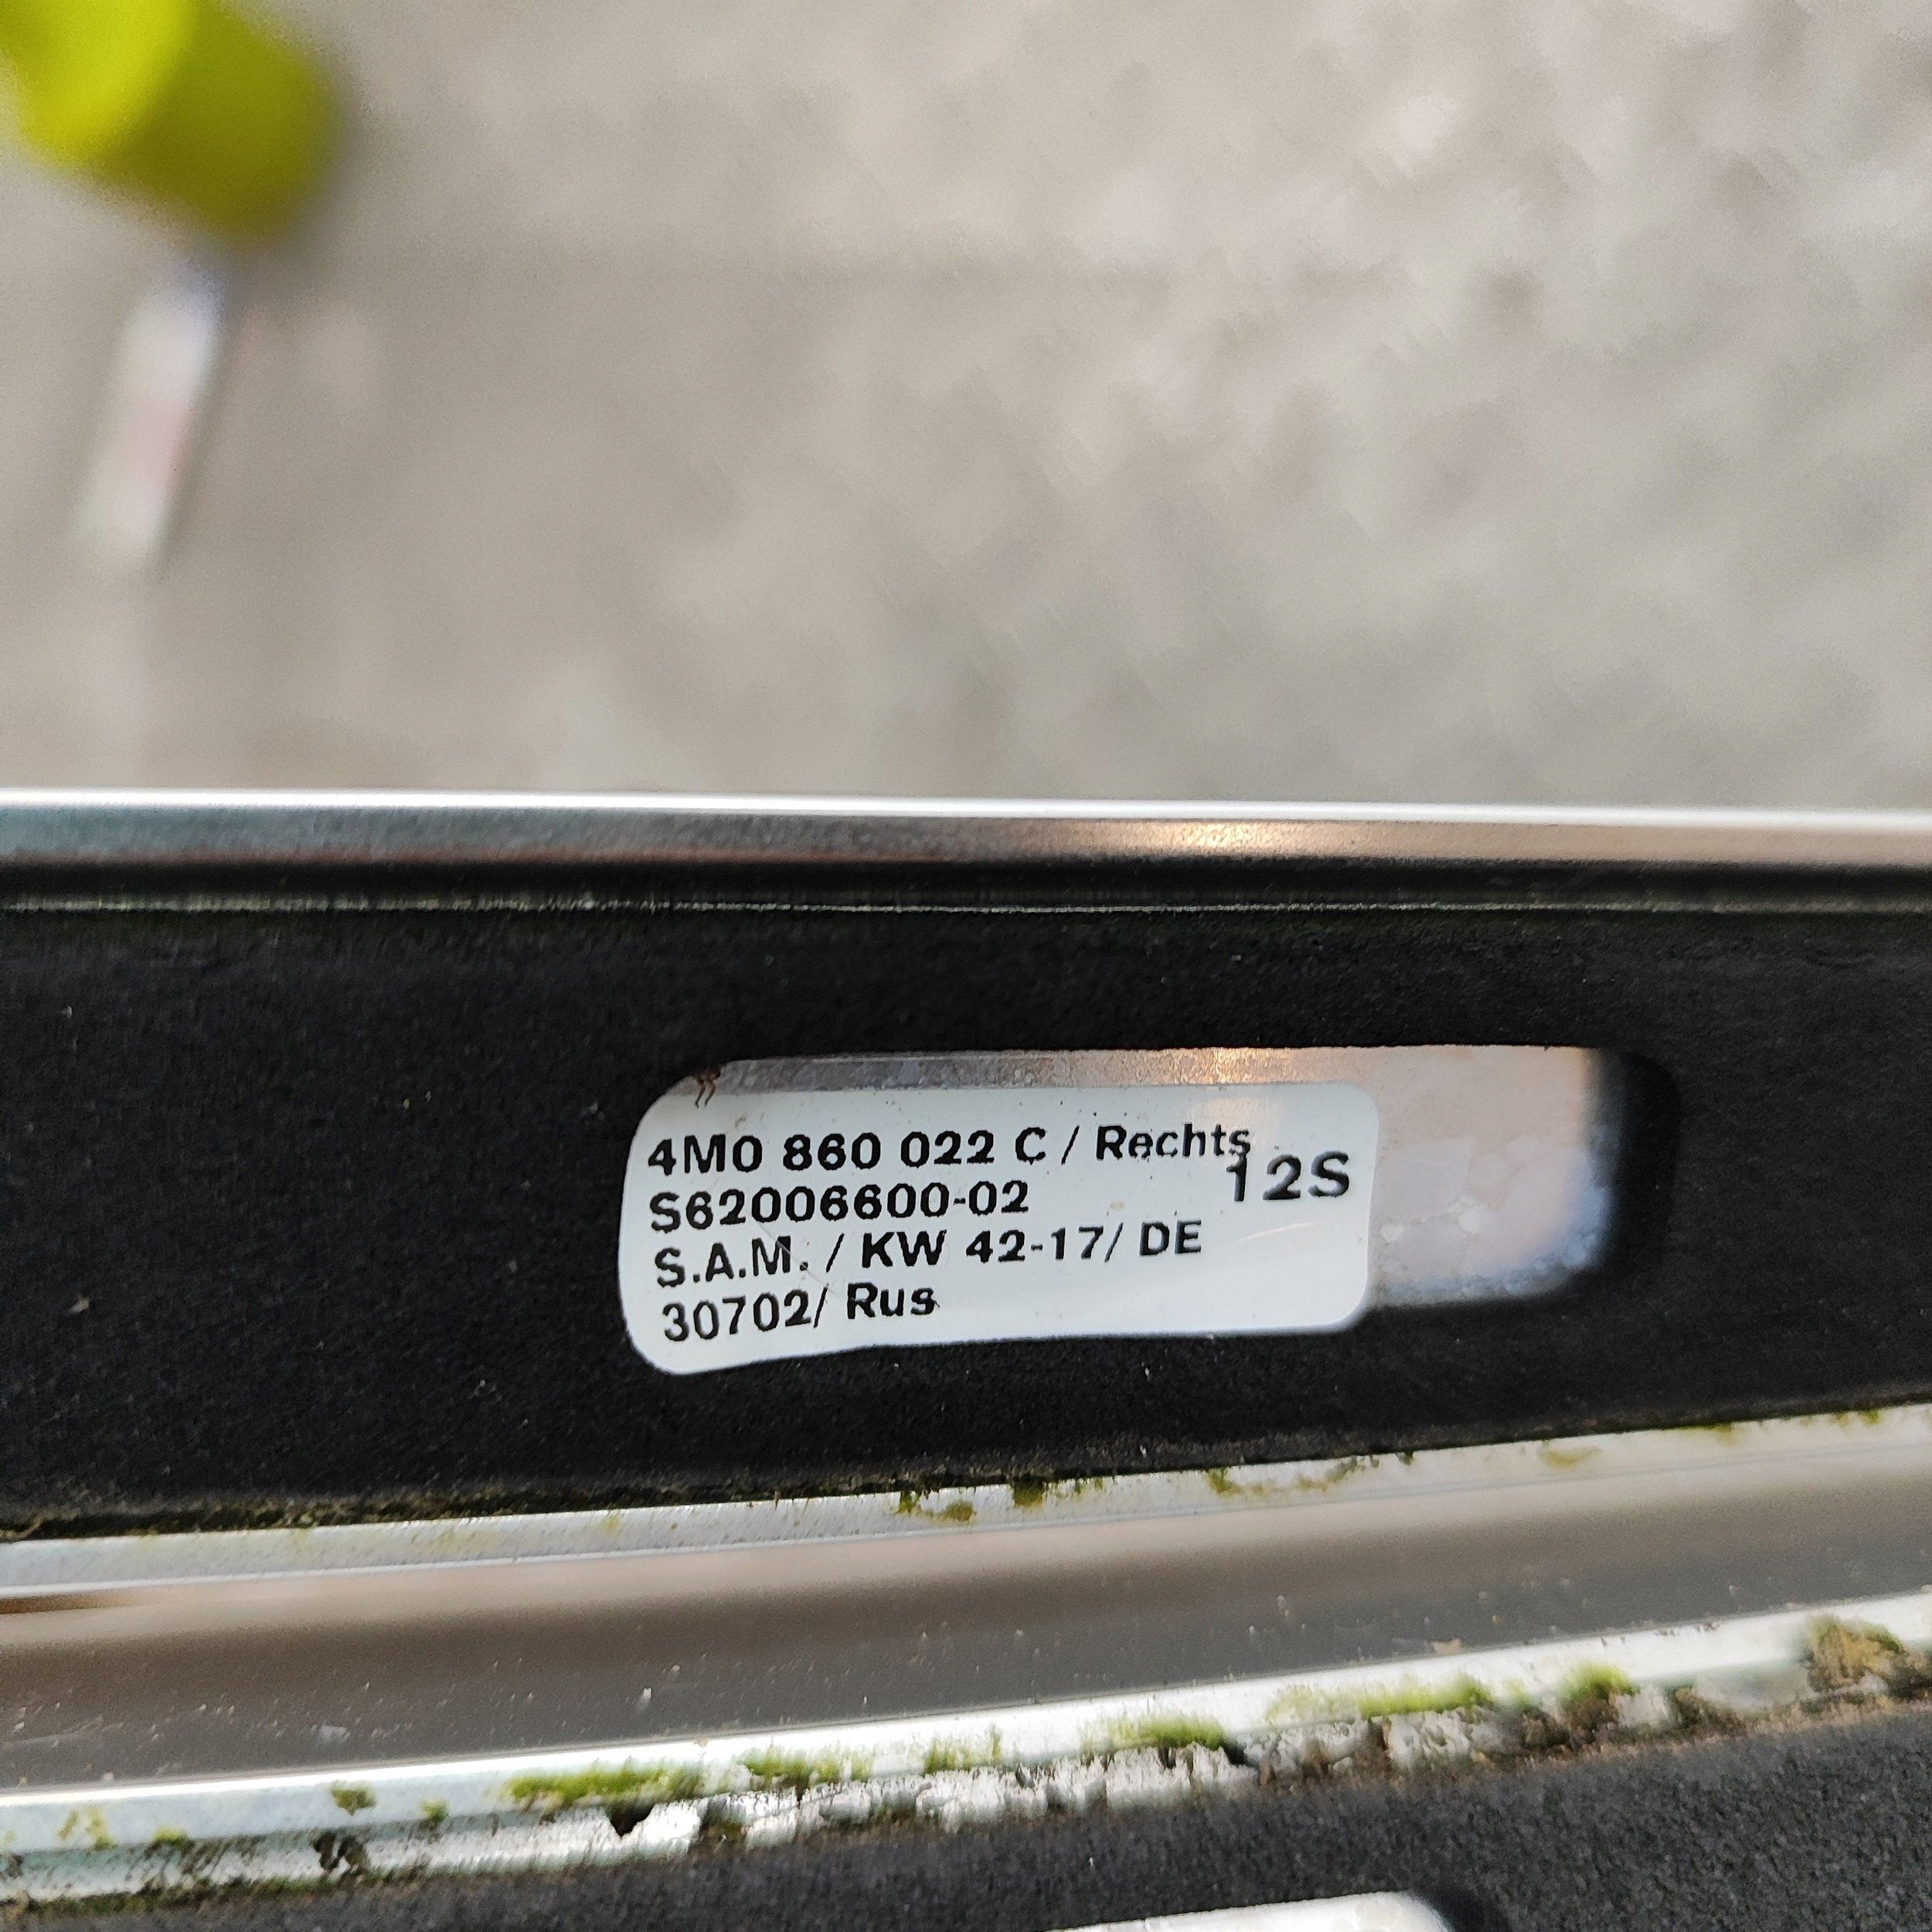 4M0 860 022 C / Rechts
12S
S62006600-02
S.A.M. / KW 42-17/ DE
30702/ Rus